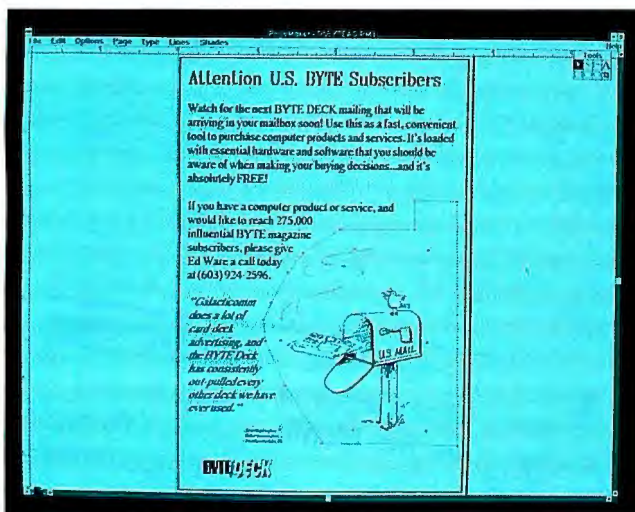 PageMaker -
File Edit Options Page Type Lines Shades
Help
Tools
Attention U.S. BYTE Subscribers
Watch for the next BYTE DECK mailing that will be
arriving in your mailbox soon! Use this as a fast, convenient
tool to purchase computer products and services. It's loaded
with essential hardware and software that you should be
aware of when making your buying decisions...and it's
absolutely FREE!
If you have a computer product or service, and
would like to reach 275,000
influential BYTE magazine
subscribers, please give
Ed Ware a call today
at (603) 924-2596.
"Galacticomm
does a lot of
card deck
advertising, and
the BYTE Deck
has consistently
out-pulled every
other deck we have
ever used."
U.S. MAIL
BYTE DECK